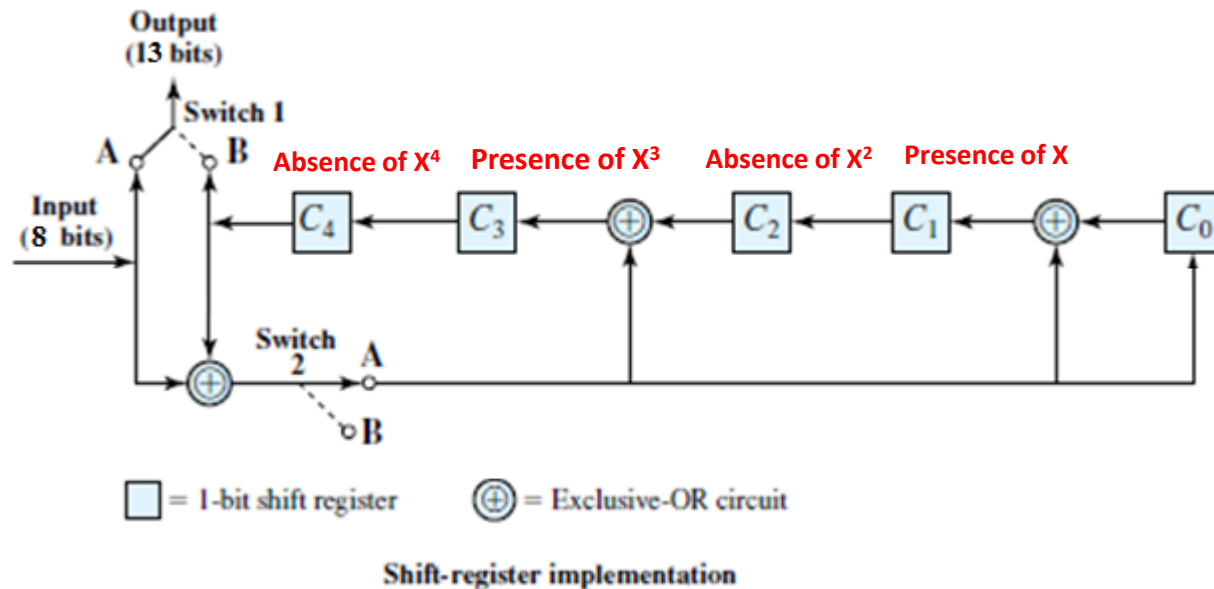 Output
(13 bits)
Switch 1
A
B
Absence of X⁴
Presence of X³
Absence of X²
Presence of X
Input
(8 bits)
C₄
C₃
C₂
C₁
C₀
Switch
2
A
B
= 1-bit shift register
= Exclusive-OR circuit
Shift-register implementation